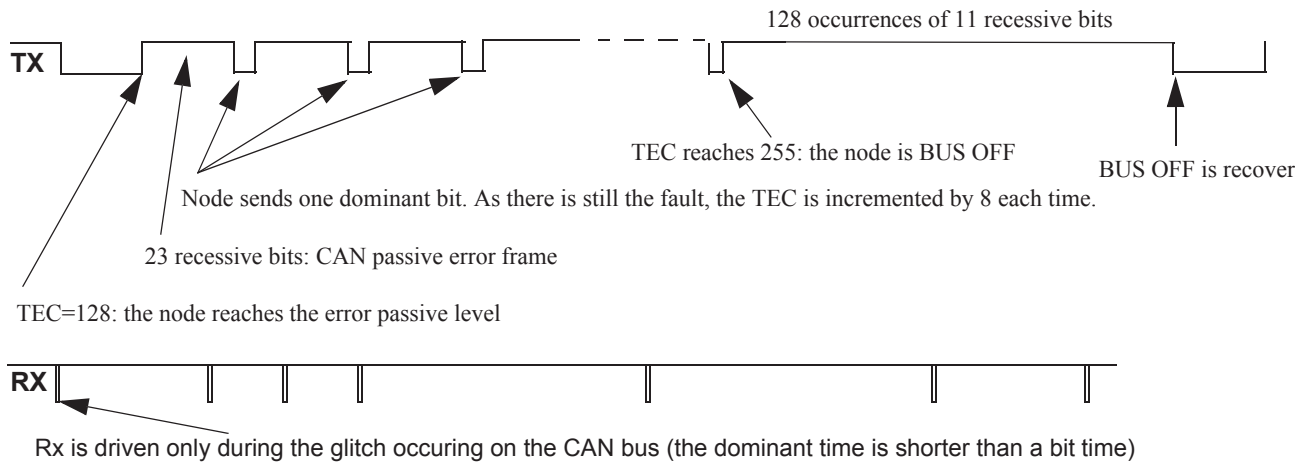 128 occurrences of 11 recessive bits
TX
TEC reaches 255: the node is BUS OFF
BUS OFF is recover
Node sends one dominant bit. As there is still the fault, the TEC is incremented by 8 each time.
23 recessive bits: CAN passive error frame
TEC=128: the node reaches the error passive level
RX
Rx is driven only during the glitch occuring on the CAN bus (the dominant time is shorter than a bit time)